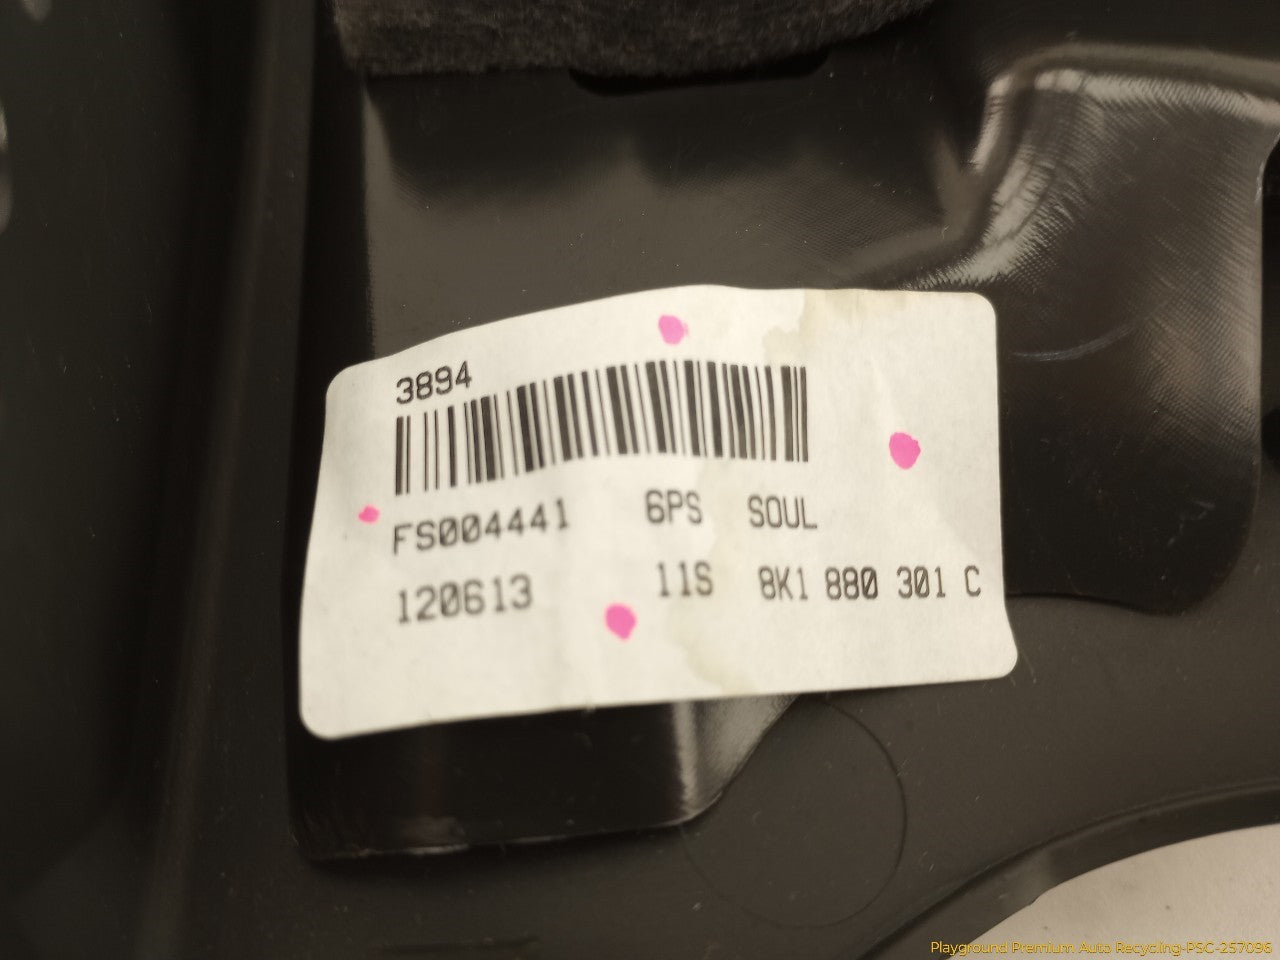 3894
FS004441 6PS SOUL
120613 11S 8K1 880 301 C
Playground Premium Auto Recycling-PSC-257096